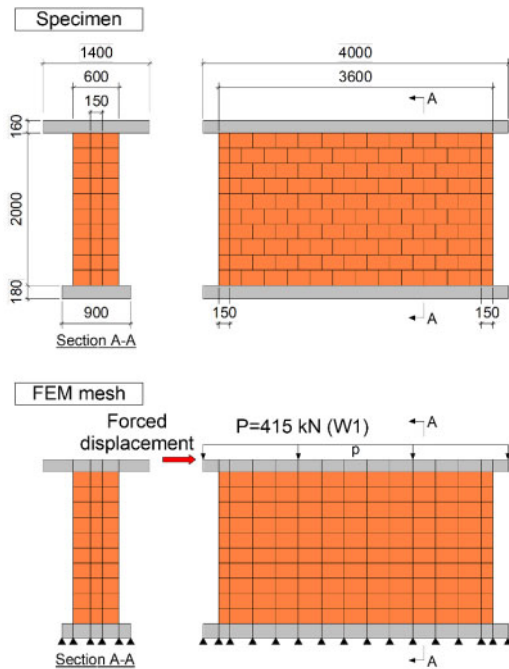 Specimen
1400
600
150
4000
3600
A
160
2000
180
900
Section A-A
150
150
A
FEM mesh
Forced
displacement
P=415 kN (W1)
A
p
Section A-A
A